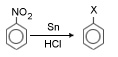 NO₂ X
Sn
HCl